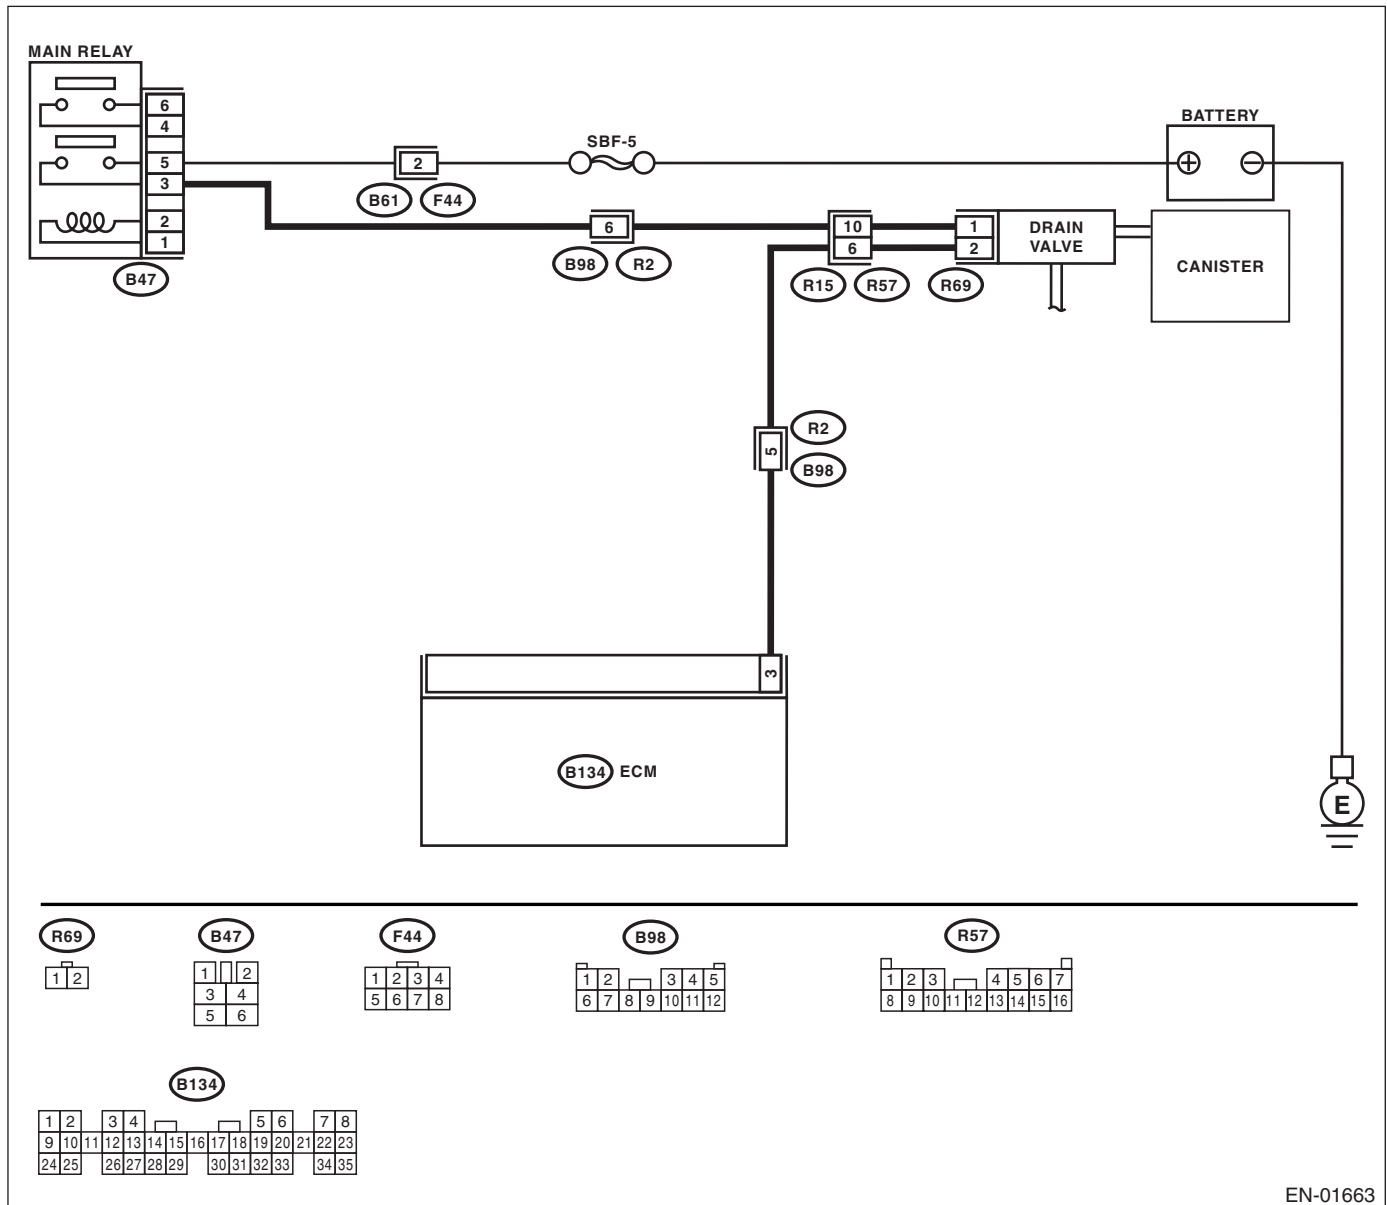 MAIN RELAY
6
4
5
3
2
1
B47
2
B61 F44
SBF-5
BATTERY
6
B98 R2
10
6
R15 R57
1
2
R69
DRAIN
VALVE
CANISTER
5
R2
B98
3
B134 ECM
E
R69
1 2
B47
1 2
3 4
5 6
F44
1 2 3 4
5 6 7 8
B98
1 2 3 4 5
6 7 8 9 10 11 12
R57
1 2 3 4 5 6 7
8 9 10 11 12 13 14 15 16
B134
1 2 3 4 5 6 7 8
9 10 11 12 13 14 15 16 17 18 19 20 21 22 23
24 25 26 27 28 29 30 31 32 33 34 35
EN-01663